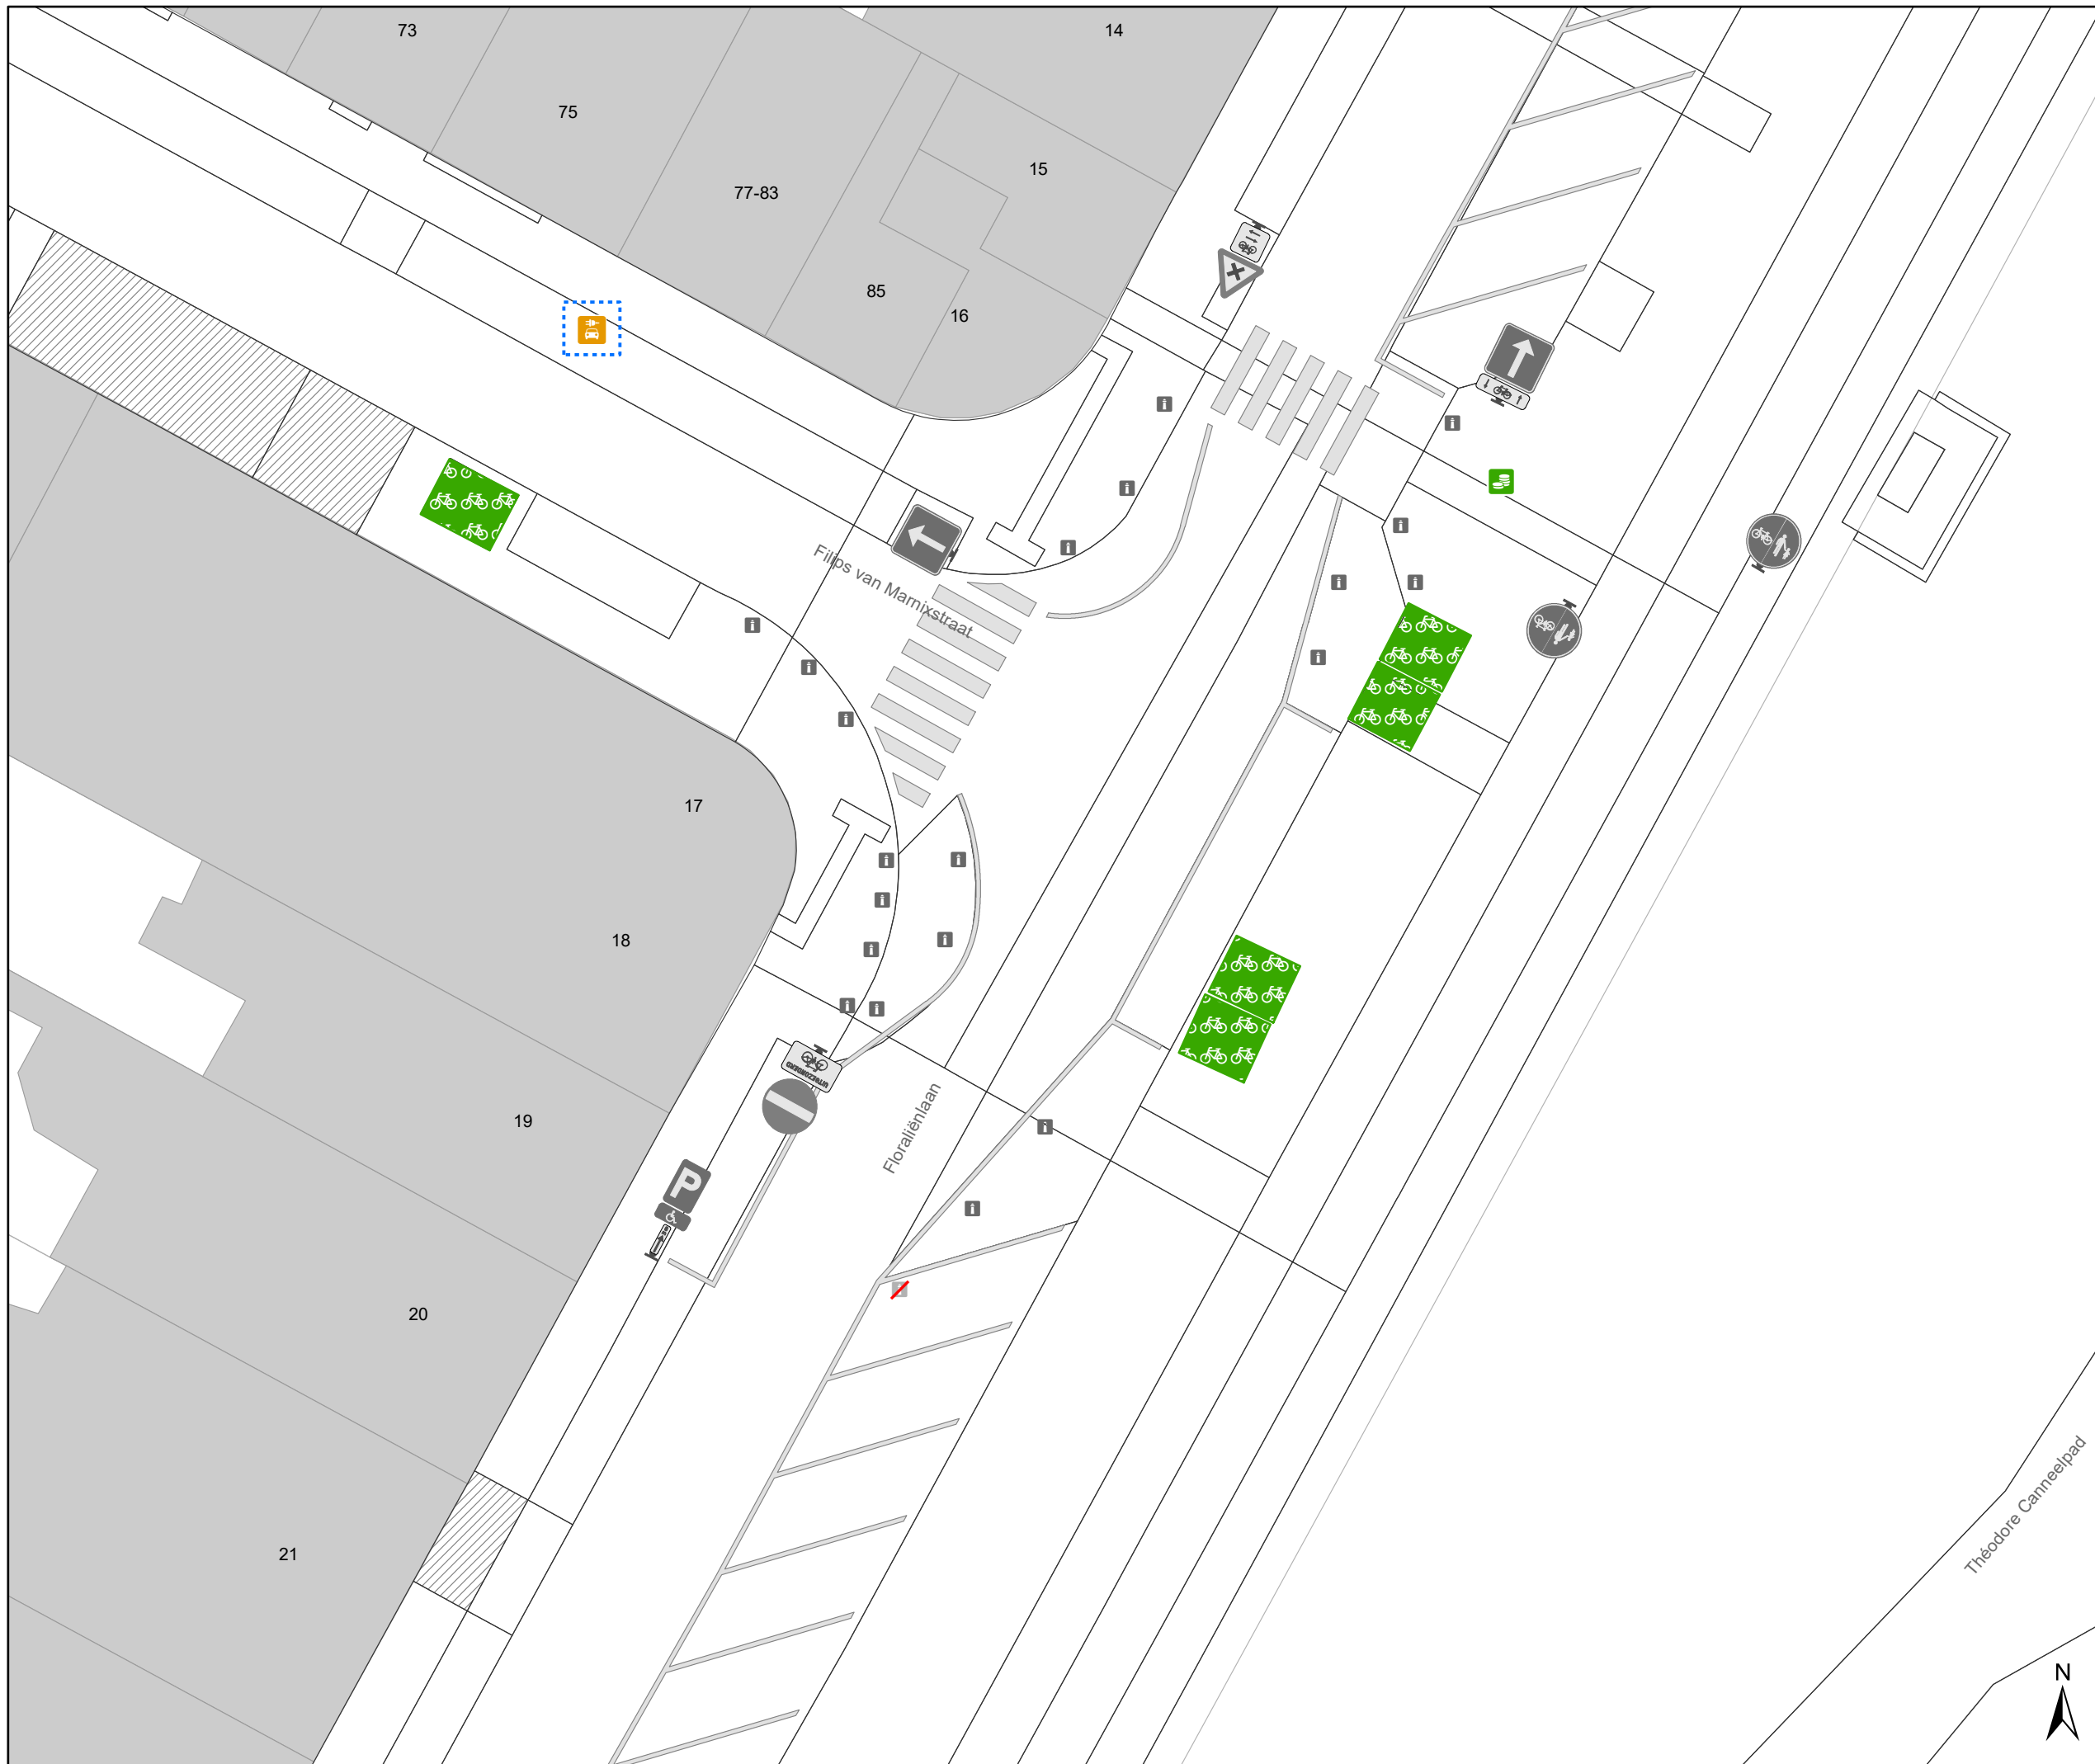 73
14
75
15
77-83
85
16
Filips van Marnixstraat
17
18
Floraliënlaan
UITGEZONDERD
19
P
20
21
Théodore Canneelpad
N